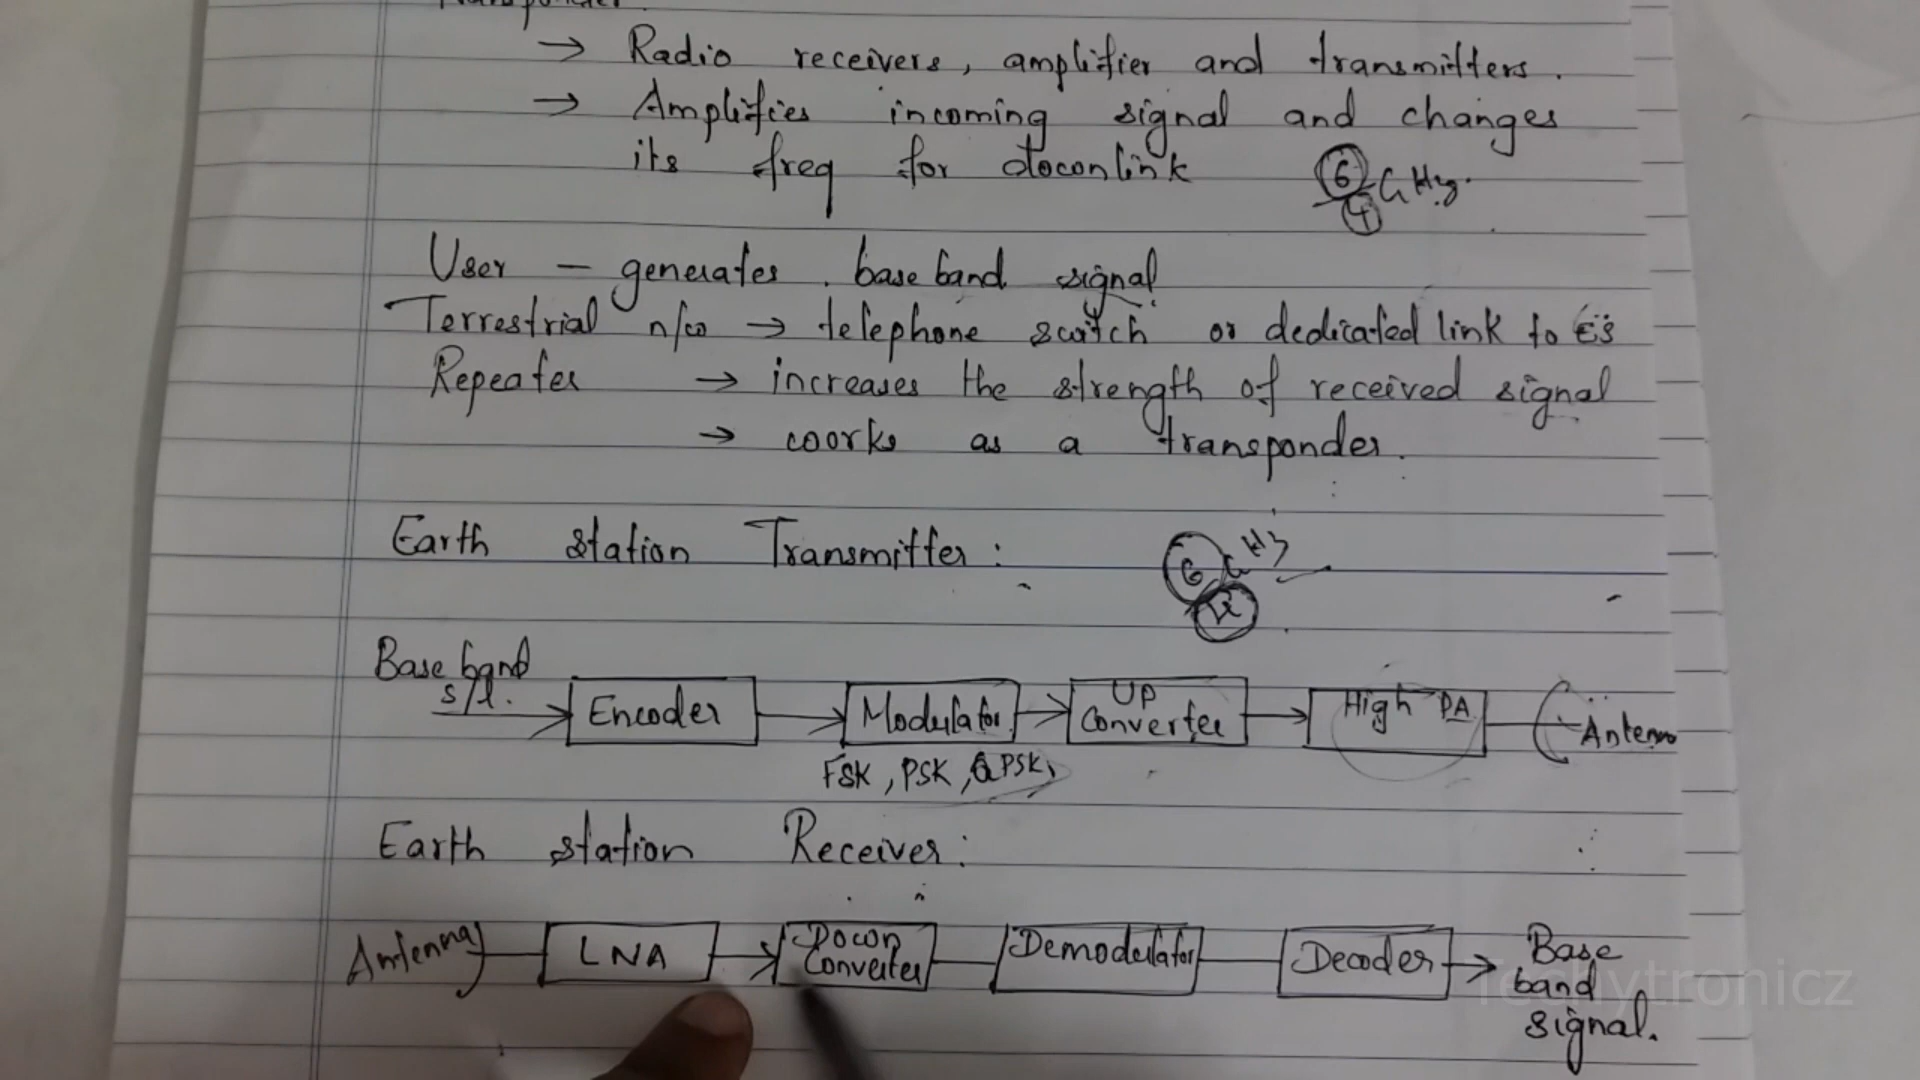 Transponder:
→ Radio receivers, amplifier and transmitters.
→ Amplifies incoming signal and changes
its freq for downlink 6/4 GHz.
User - generates baseband signal
Terrestrial n/w → telephone switch or dedicated link to ES
Repeater → increases the strength of received signal
→ works as a transponder.
Earth station Transmitter:
6 GHz
Base band
s/l.
Encoder
Modulator
UP
Converter
High PA
Antenna
FSK, PSK, QPSK,
Earth station Receiver:
Antenna
LNA
Down
Converter
Demodulator
Decoder
Base
band
signal.
Techytronicz